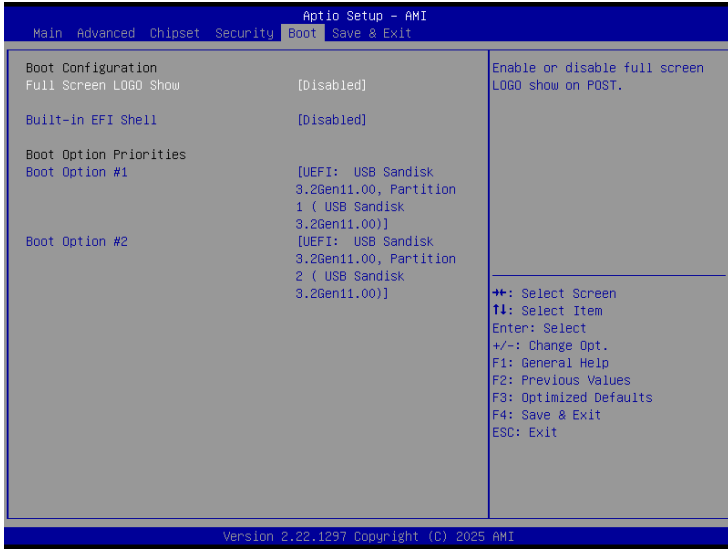 Aptio Setup – AMI
Main Advanced Chipset Security Boot Save & Exit
Boot Configuration
Full Screen LOGO Show [Disabled]
Built-in EFI Shell [Disabled]
Boot Option Priorities
Boot Option #1 [UEFI: USB Sandisk
3.2Gen11.00, Partition
1 ( USB Sandisk
3.2Gen11.00)]
Boot Option #2 [UEFI: USB Sandisk
3.2Gen11.00, Partition
2 ( USB Sandisk
3.2Gen11.00)]
Enable or disable full screen
LOGO show on POST.
→←: Select Screen
↑↓: Select Item
Enter: Select
+/-: Change Opt.
F1: General Help
F2: Previous Values
F3: Optimized Defaults
F4: Save & Exit
ESC: Exit
Version 2.22.1297 Copyright (C) 2025 AMI